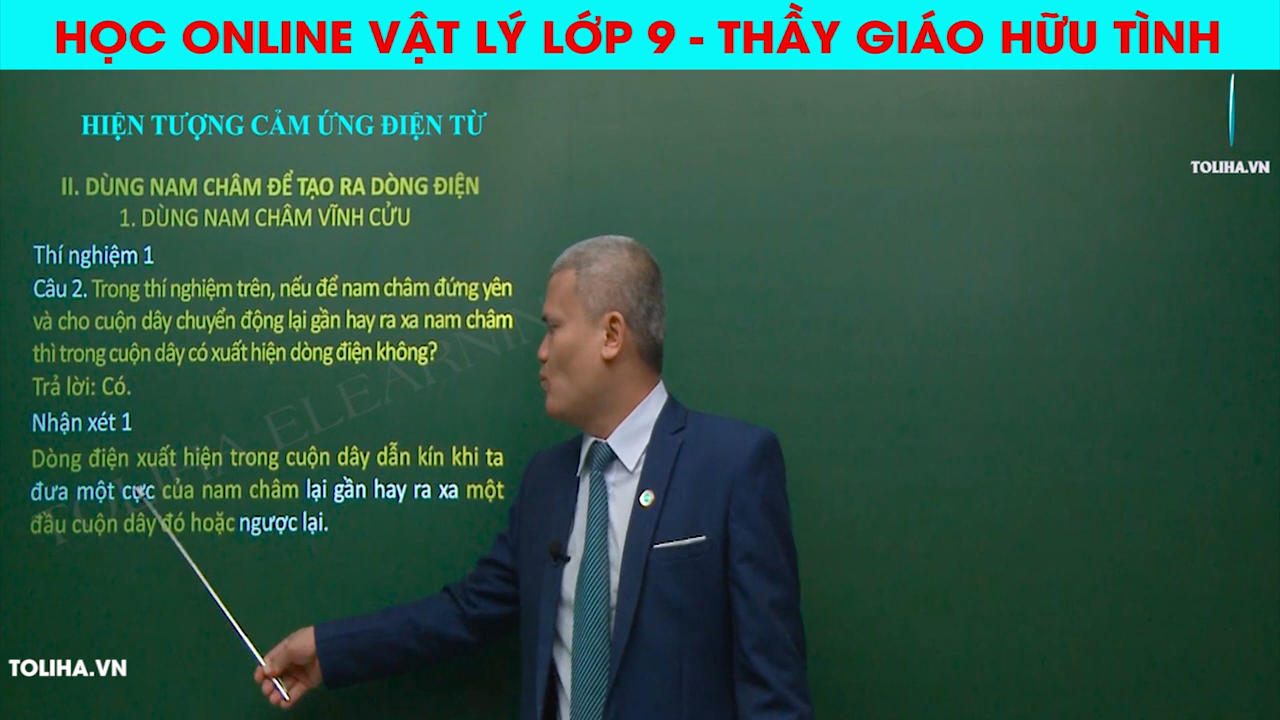 HỌC ONLINE VẬT LÝ LỚP 9 - THẦY GIÁO HỮU TÌNH
TOLIHA.VN
HIỆN TƯỢNG CẢM ỨNG ĐIỆN TỪ
II. DÙNG NAM CHÂM ĐỂ TẠO RA DÒNG ĐIỆN
1. DÙNG NAM CHÂM VĨNH CỬU
Thí nghiệm 1
Câu 2. Trong thí nghiệm trên, nếu để nam châm đứng yên
và cho cuộn dây chuyển động lại gần hay ra xa nam châm
thì trong cuộn dây có xuất hiện dòng điện không?
Trả lời: Có.
Nhận xét 1
Dòng điện xuất hiện trong cuộn dây dẫn kín khi ta
đưa một cực của nam châm lại gần hay ra xa một
đầu cuộn dây đó hoặc ngược lại.
TOLIHA ELEARNIN
TOLIHA.VN